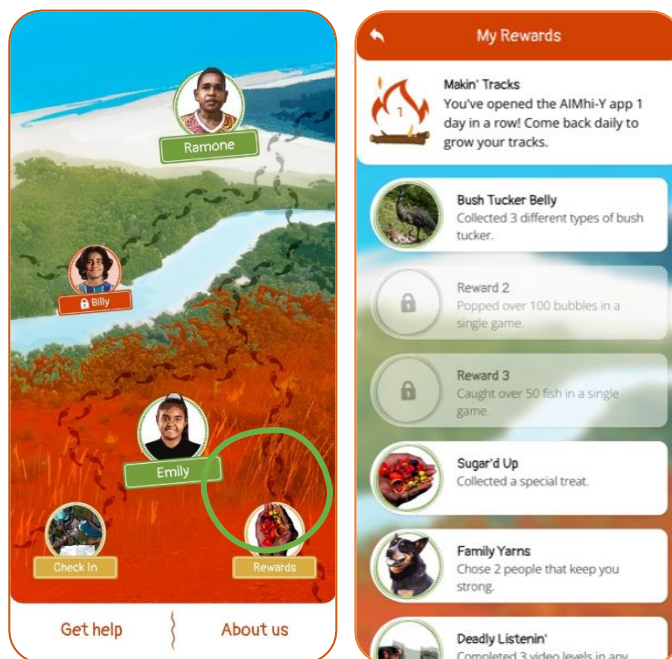 Ramone
Billy
Emily
Check In
Rewards
Get help
About us
My Rewards
Makin' Tracks
You've opened the AIMhi-Y app 1
day in a row! Come back daily to
grow your tracks.
1
Bush Tucker Belly
Collected 3 different types of bush
tucker.
Reward 2
Popped over 100 bubbles in a
single game.
Reward 3
Caught over 50 fish in a single
game.
Sugar'd Up
Collected a special treat.
Family Yarns
Chose 2 people that keep you
strong.
Deadly Listenin'
Completed 3 video levels in any